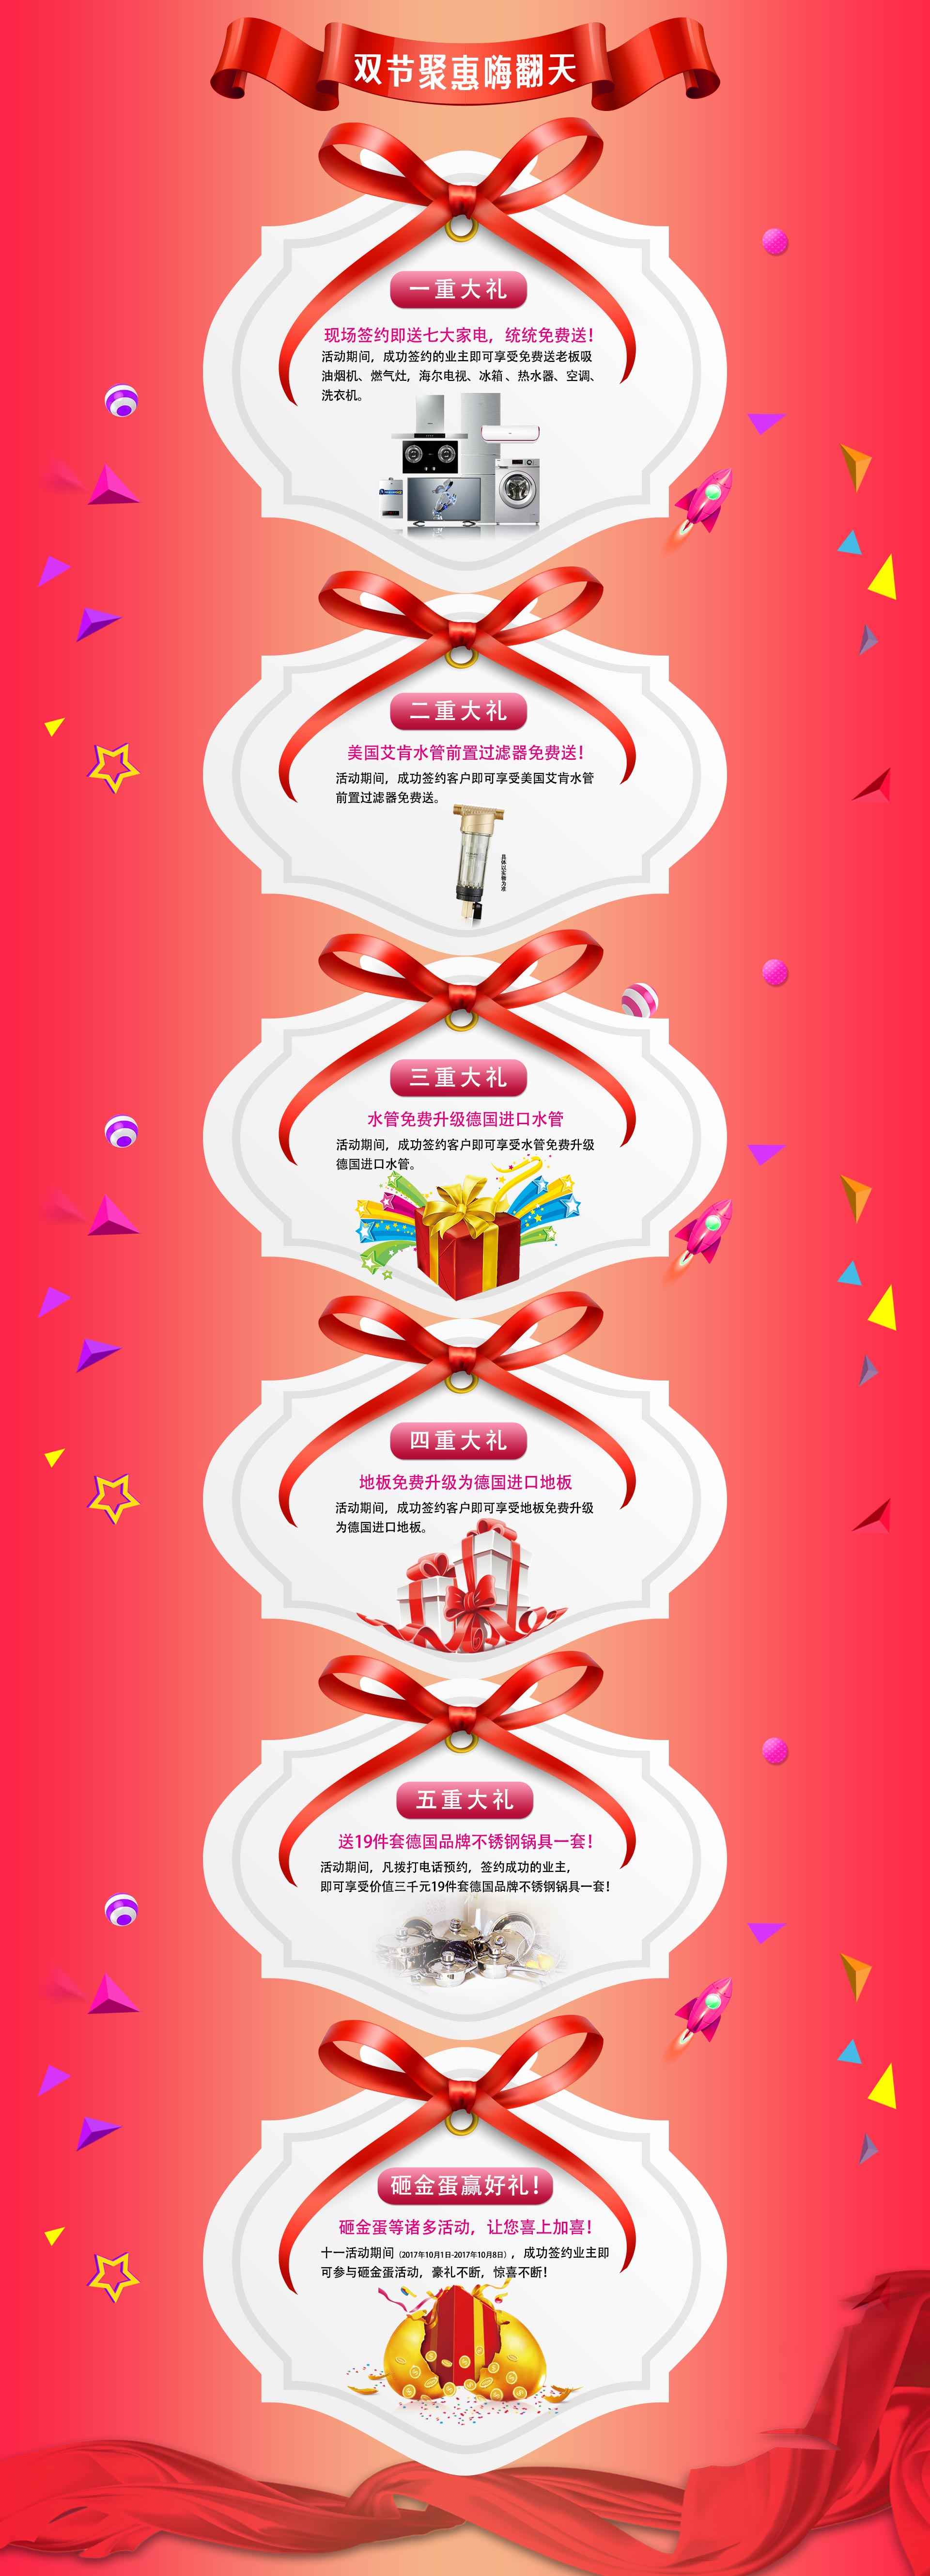 双节聚惠嗨翻天
一重大礼
现场签约即送七大家电，统统免费送！
活动期间，成功签约的业主即可享受免费送老板吸
油烟机、燃气灶，海尔电视、冰箱、热水器、空调、
洗衣机。
二重大礼
美国艾肯水管前置过滤器免费送！
活动期间，成功签约客户即可享受美国艾肯水管
前置过滤器免费送。
具体以实物为准
三重大礼
水管免费升级德国进口水管
活动期间，成功签约客户即可享受水管免费升级
德国进口水管。
四重大礼
地板免费升级为德国进口地板
活动期间，成功签约客户即可享受地板免费升级
为德国进口地板。
五重大礼
送19件套德国品牌不锈钢锅具一套！
活动期间，凡拨打电话预约，签约成功的业主，
即可享受价值三千元19件套德国品牌不锈钢锅具一套！
砸金蛋赢好礼！
砸金蛋等诸多活动，让您喜上加喜！
十一活动期间（2017年10月1日-2017年10月8日），成功签约业主即
可参与砸金蛋活动，豪礼不断，惊喜不断！